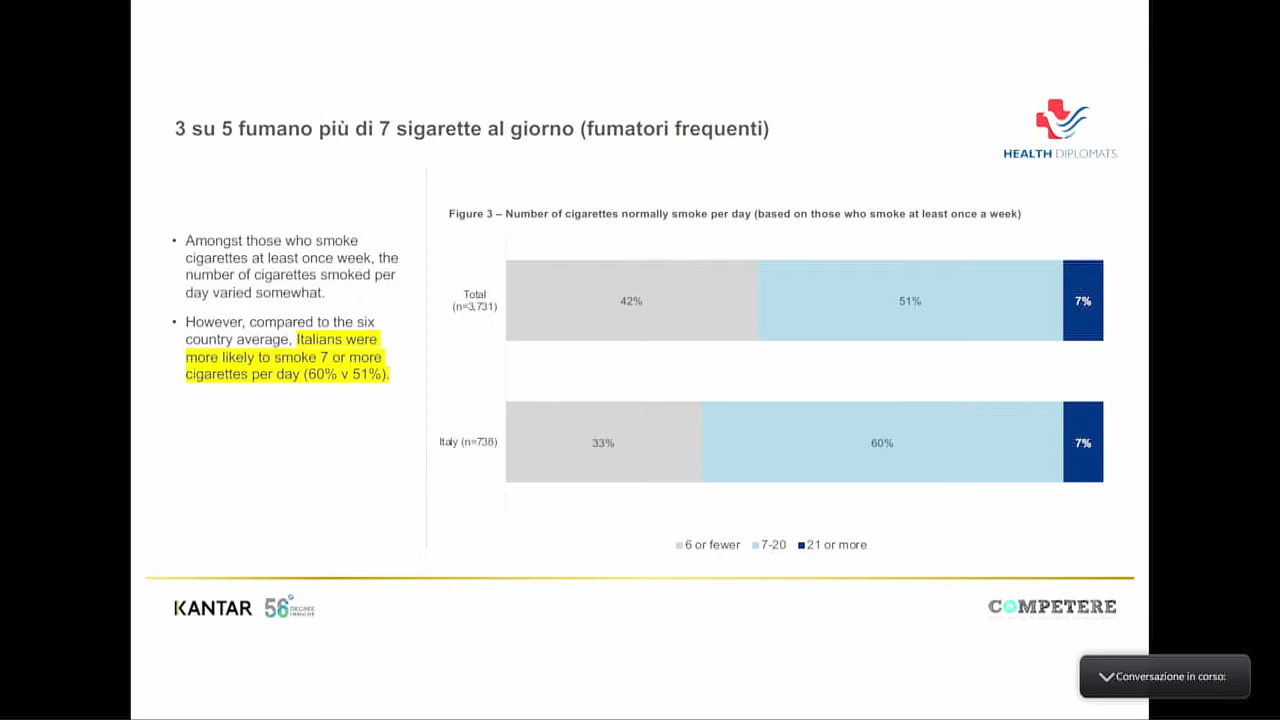 3 su 5 fumano più di 7 sigarette al giorno (fumatori frequenti)
HEALTH DIPLOMATS
• Amongst those who smoke
cigarettes at least once week, the
number of cigarettes smoked per
day varied somewhat.
• However, compared to the six
country average, Italians were
more likely to smoke 7 or more
cigarettes per day (60% v 51%).
Figure 3 – Number of cigarettes normally smoke per day (based on those who smoke at least once a week)
Total
(n=3,731)
42%
51%
7%
Italy (n=738)
33%
60%
7%
6 or fewer
7-20
21 or more
KANTAR
56°
DEGREE
INSIGHT
COMPETERE
Conversazione in corso: